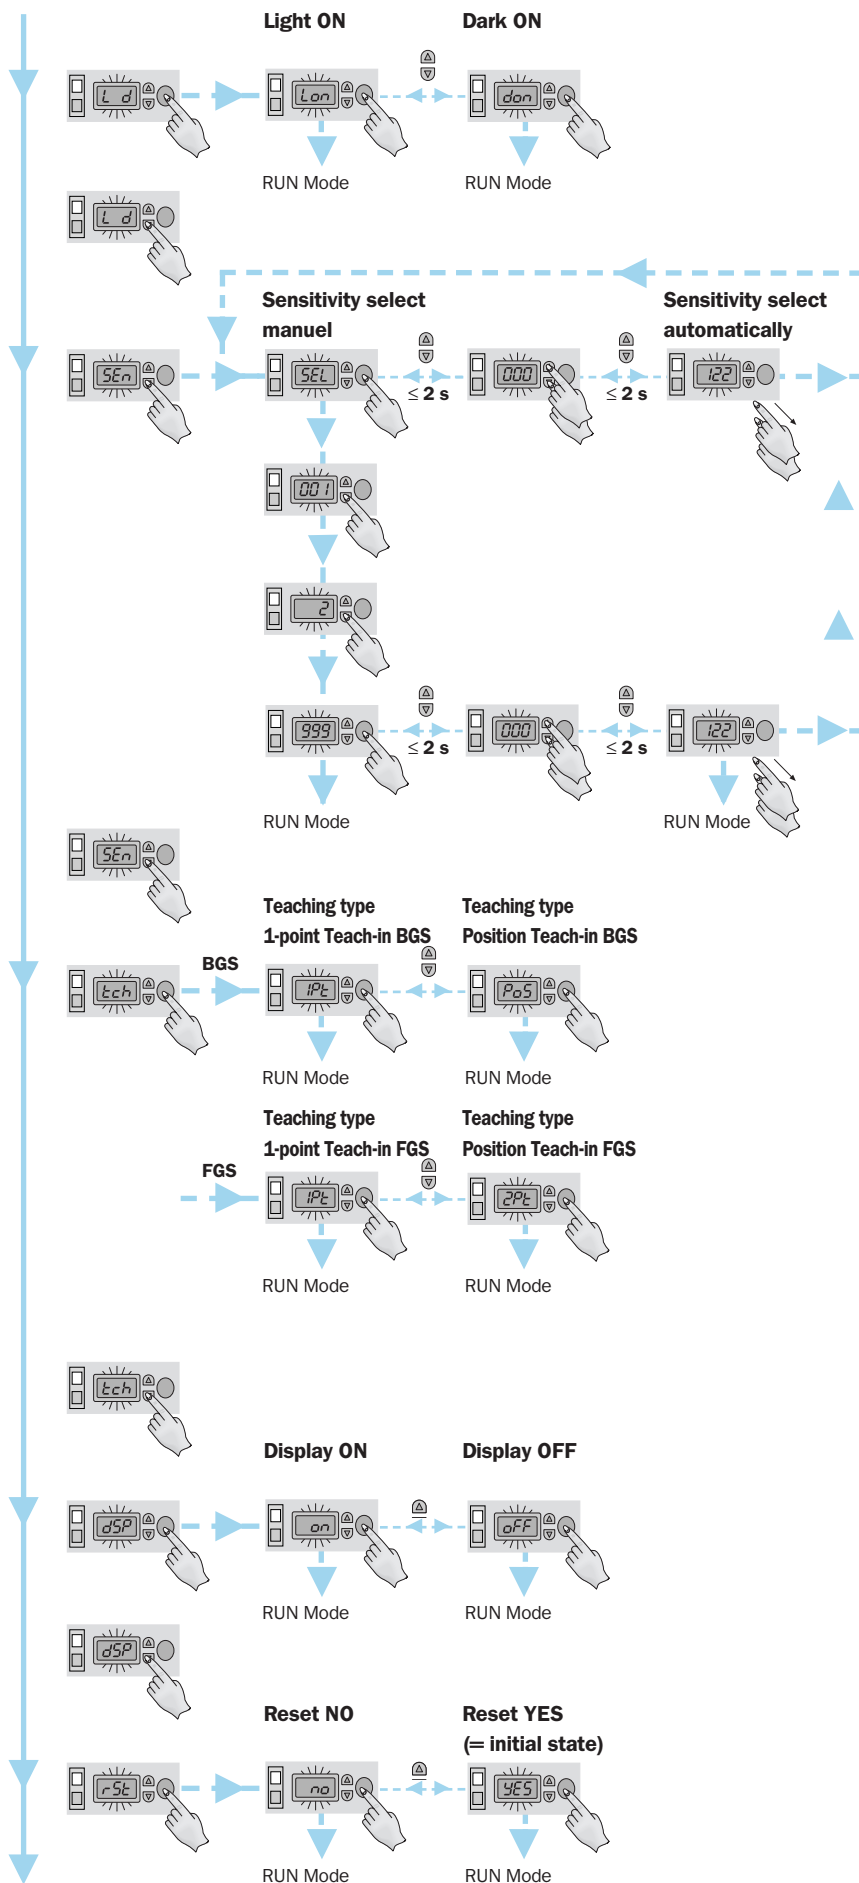 Light ON Dark ON
L d Lon don
RUN Mode RUN Mode
L d
Sensitivity select Sensitivity select
manuel automatically
SEn SEL 000 122
≤ 2 s ≤ 2 s
001
2
999 000 122
≤ 2 s ≤ 2 s
RUN Mode RUN Mode
SEn
Teaching type Teaching type
1-point Teach-in BGS Position Teach-in BGS
BGS
tch 1Pt PoS
RUN Mode RUN Mode
Teaching type Teaching type
1-point Teach-in FGS Position Teach-in FGS
FGS
1Pt 2Pt
RUN Mode RUN Mode
tch
Display ON Display OFF
dSP on oFF
RUN Mode RUN Mode
dSP
Reset NO Reset YES
(= initial state)
rSt no YES
RUN Mode RUN Mode